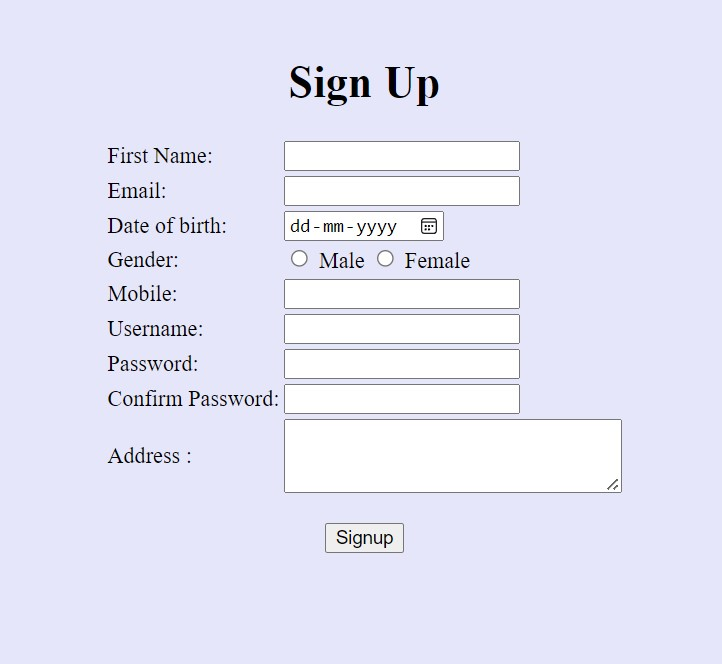 Sign Up
First Name:
Email:
Date of birth: dd-mm-yyyy
Gender: Male Female
Mobile:
Username:
Password:
Confirm Password:
Address :
Signup